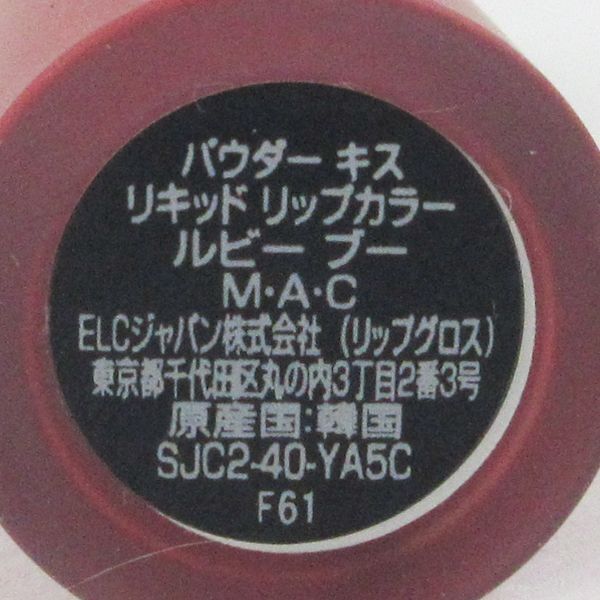 パウダー キス
リキッド リップカラー
ルビー ブー
M·A·C
ELCジャパン株式会社 (リップグロス)
東京都千代田区丸の内3丁目2番3号
原産国:韓国
SJC2-40-YA5C
F61